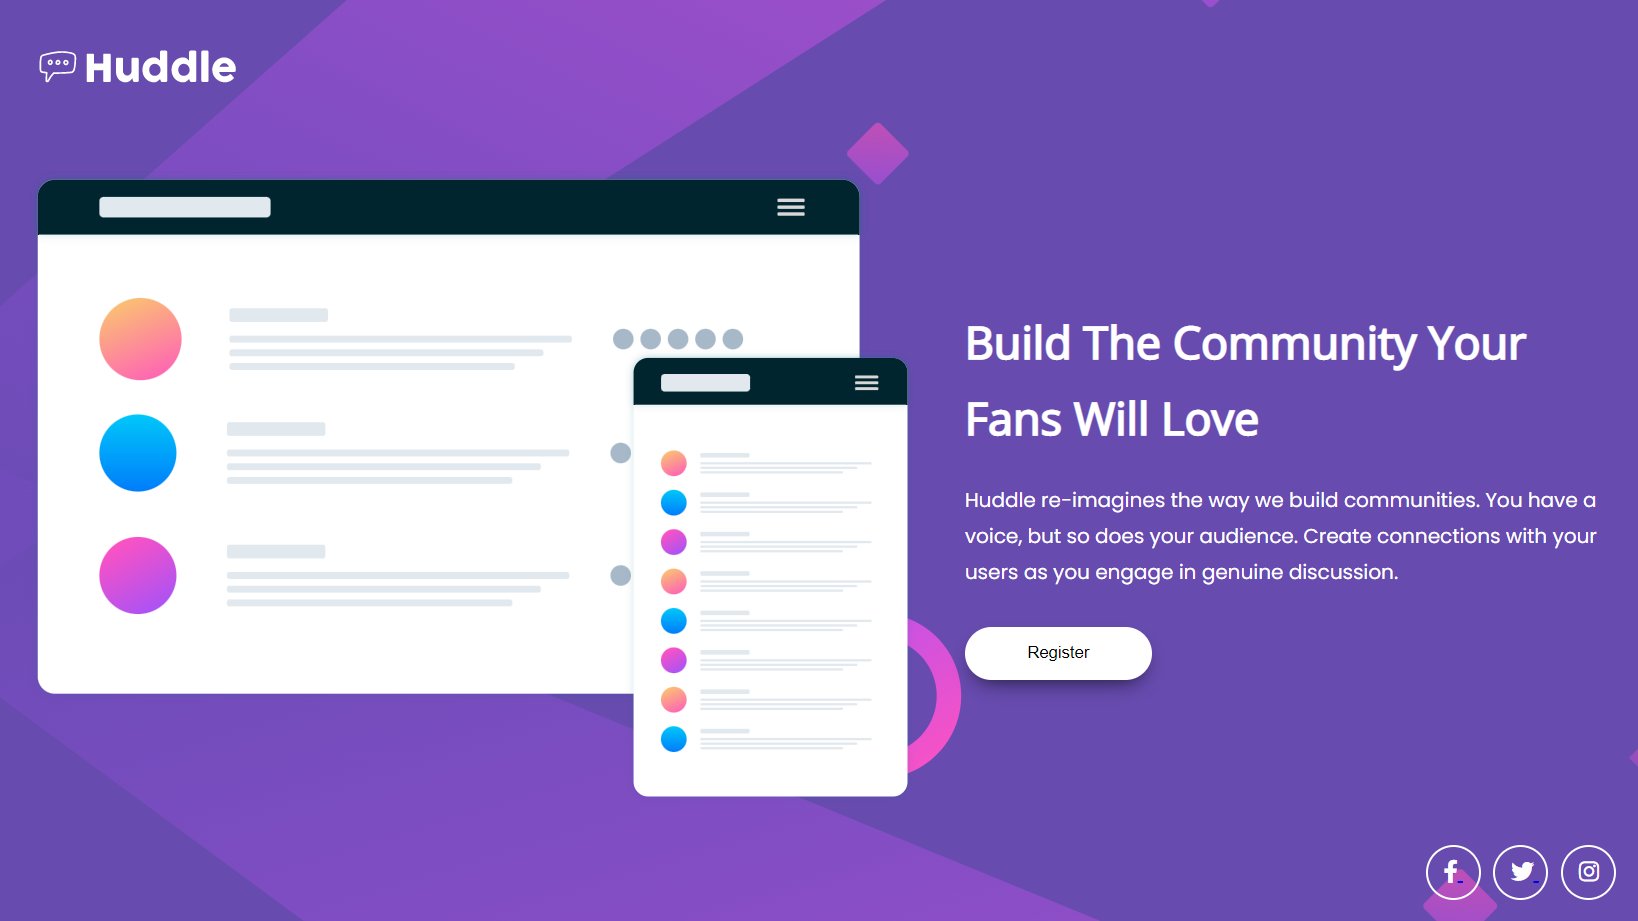 Huddle
Build The Community Your
Fans Will Love
Huddle re-imagines the way we build communities. You have a
voice, but so does your audience. Create connections with your
users as you engage in genuine discussion.
Register